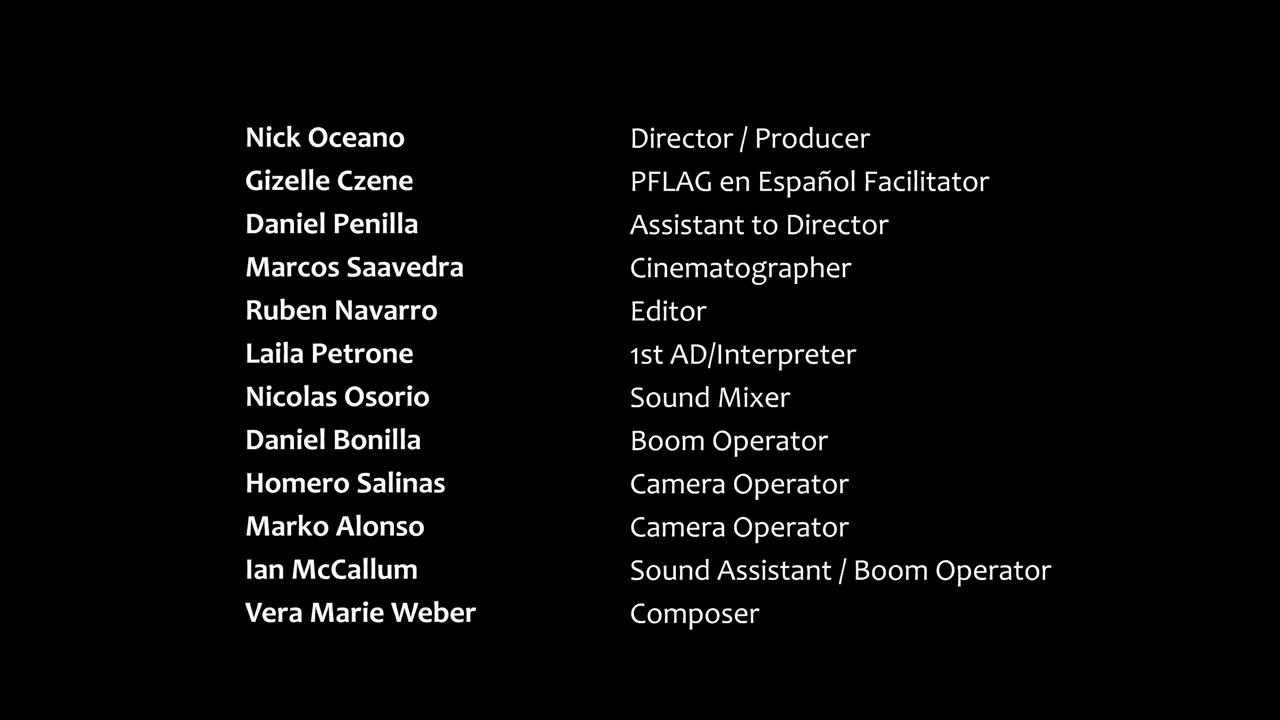 Nick Oceano Director / Producer
Gizelle Czene PFLAG en Español Facilitator
Daniel Penilla Assistant to Director
Marcos Saavedra Cinematographer
Ruben Navarro Editor
Laila Petrone 1st AD/Interpreter
Nicolas Osorio Sound Mixer
Daniel Bonilla Boom Operator
Homero Salinas Camera Operator
Marko Alonso Camera Operator
Ian McCallum Sound Assistant / Boom Operator
Vera Marie Weber Composer